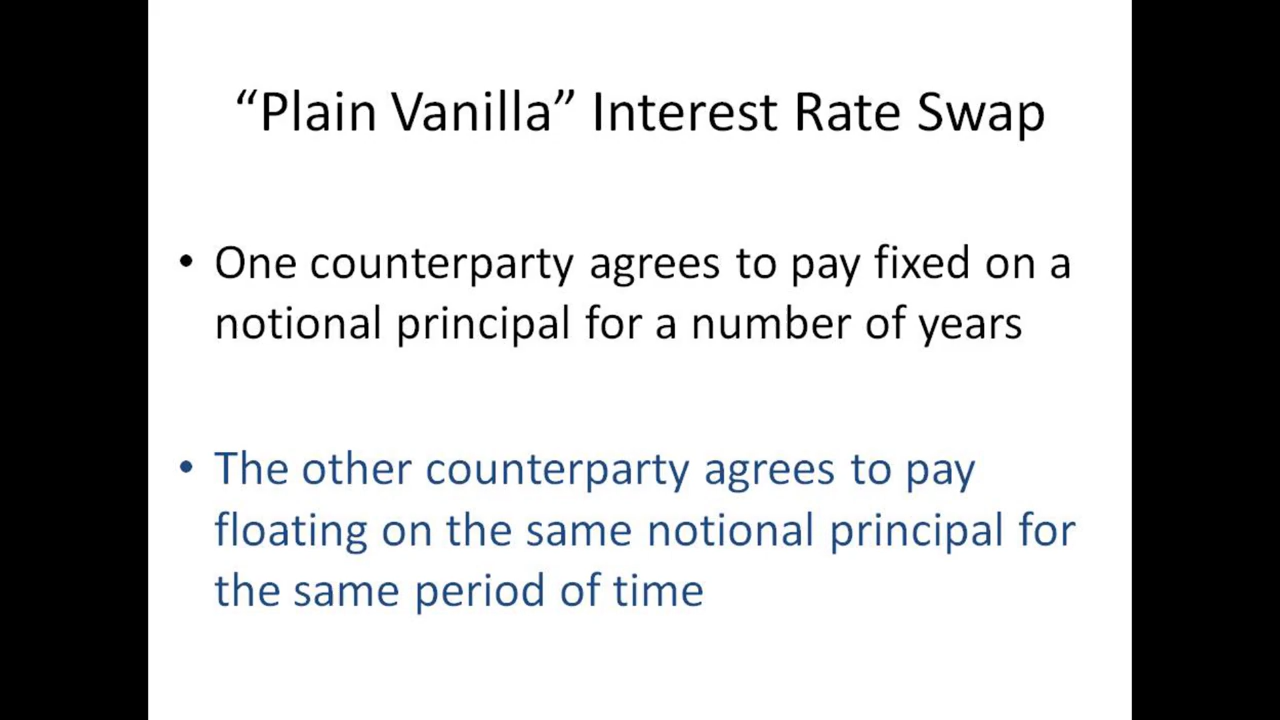 “Plain Vanilla” Interest Rate Swap
• One counterparty agrees to pay fixed on a
notional principal for a number of years
• The other counterparty agrees to pay
floating on the same notional principal for
the same period of time